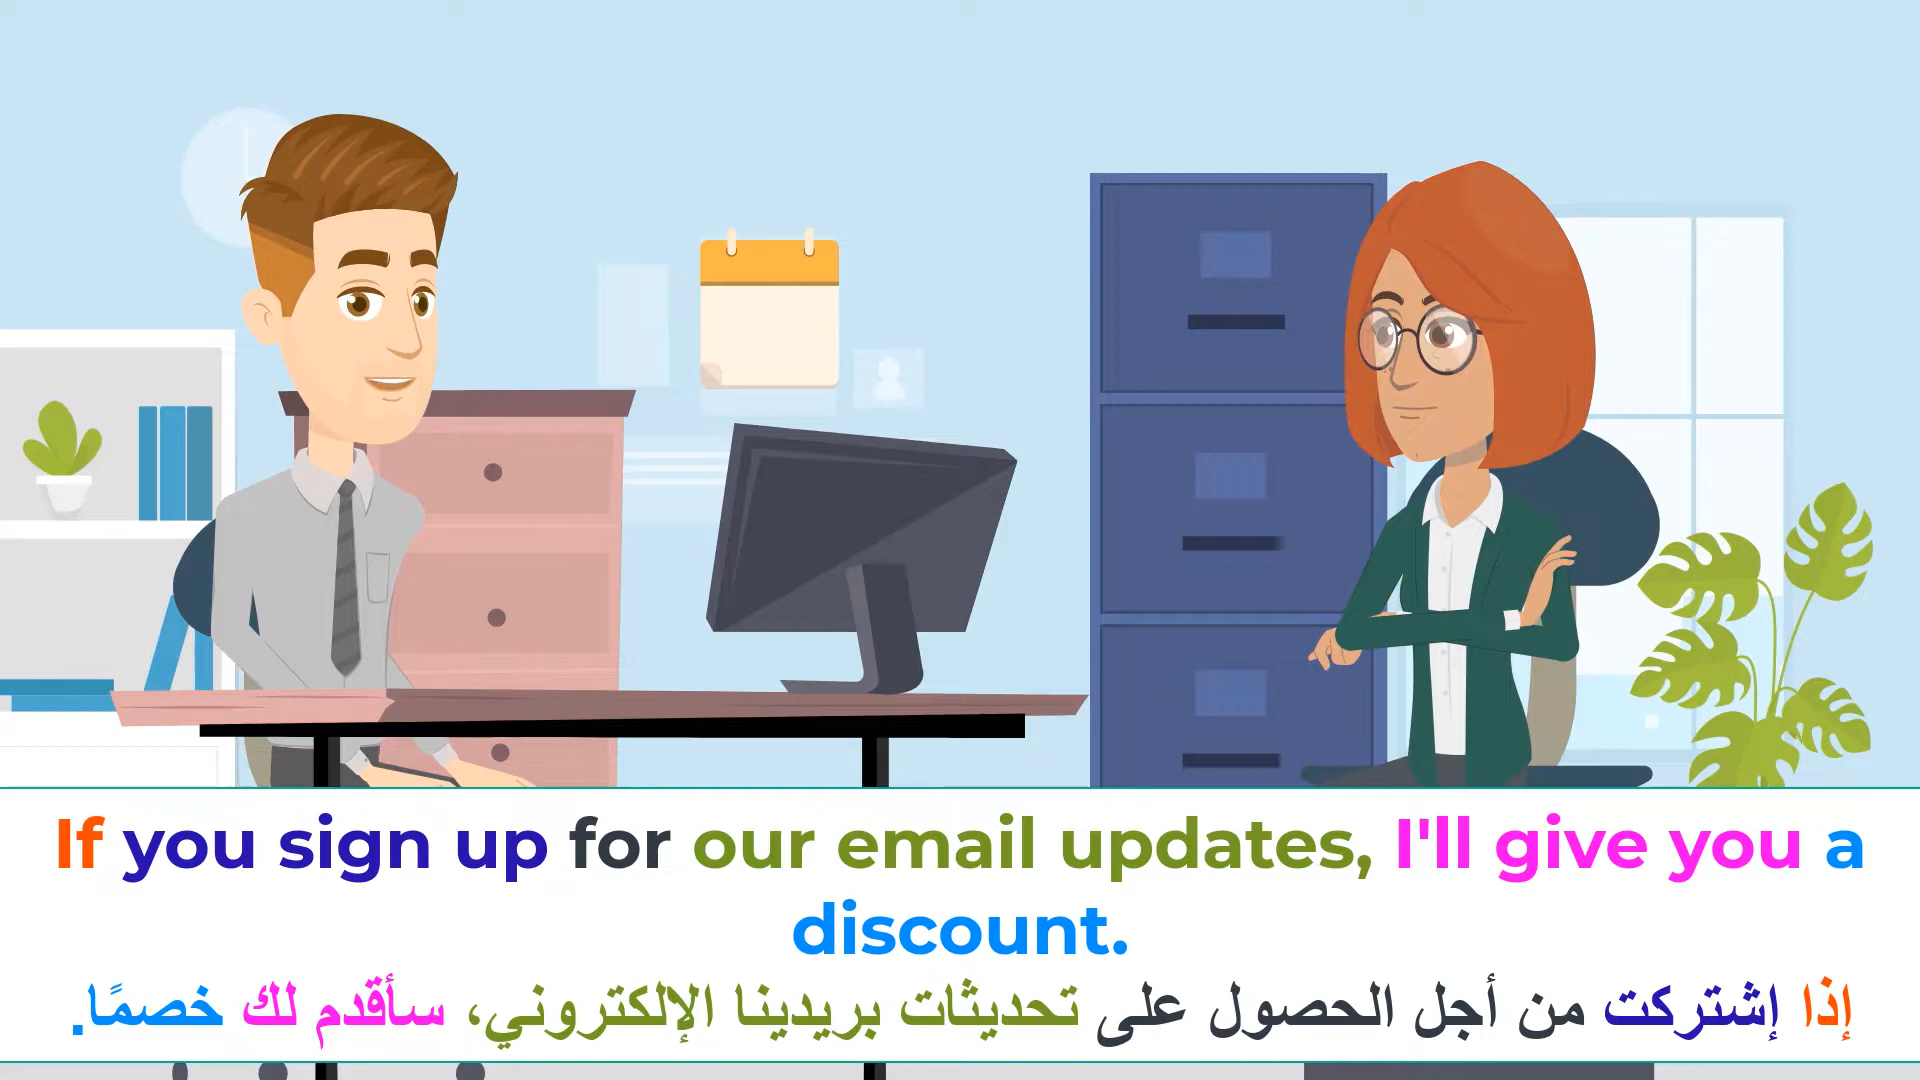 If you sign up for our email updates, I'll give you a
discount.
إذا إشتركت من أجل الحصول على تحديثات بريدينا الإلكتروني، سأقدم لك خصمًا.